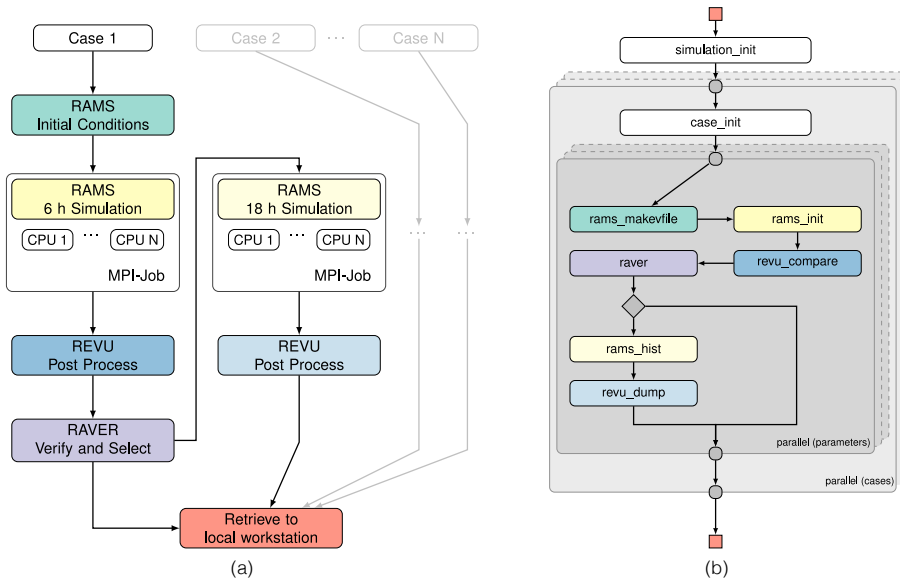 Case 1
Case 2
...
Case N
RAMS
Initial Conditions
RAMS
6 h Simulation
CPU 1
...
CPU N
MPI-Job
RAMS
18 h Simulation
CPU 1
...
CPU N
MPI-Job
...
...
REVU
Post Process
REVU
Post Process
RAVER
Verify and Select
Retrieve to
local workstation
(a)
simulation_init
case_init
rams_makevfile
rams_init
raver
revu_compare
rams_hist
revu_dump
parallel (parameters)
parallel (cases)
(b)